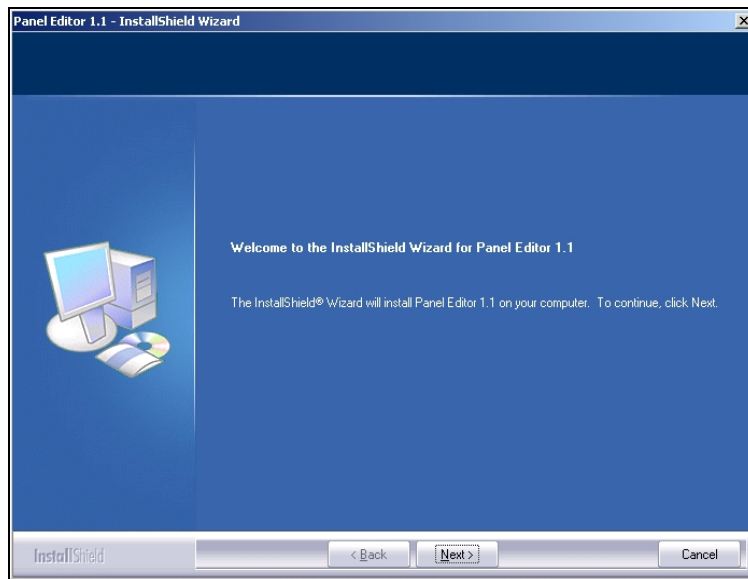 Panel Editor 1.1 - InstallShield Wizard
Welcome to the InstallShield Wizard for Panel Editor 1.1
The InstallShield® Wizard will install Panel Editor 1.1 on your computer. To continue, click Next.
InstallShield
< Back
Next >
Cancel